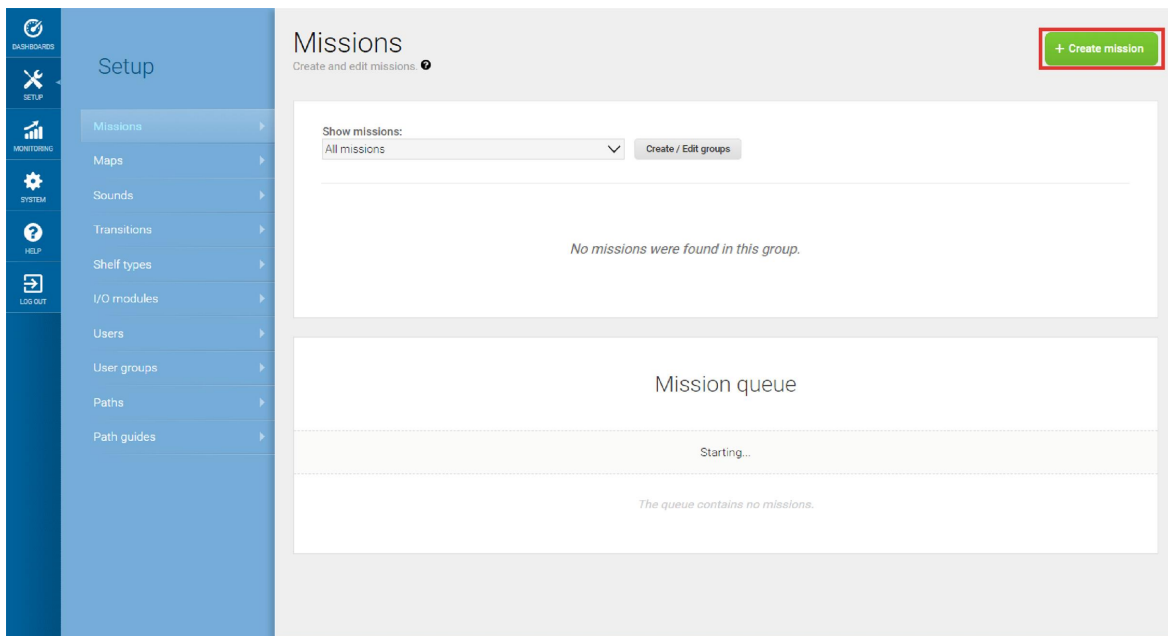 DASHBOARDS
SETUP
MONITORING
SYSTEM
HELP
LOG OUT
Setup
Missions
Maps
Sounds
Transitions
Shelf types
I/O modules
Users
User groups
Paths
Path guides
Missions
Create and edit missions. ?
+ Create mission
Show missions:
All missions
Create / Edit groups
No missions were found in this group.
Mission queue
Starting...
The queue contains no missions.